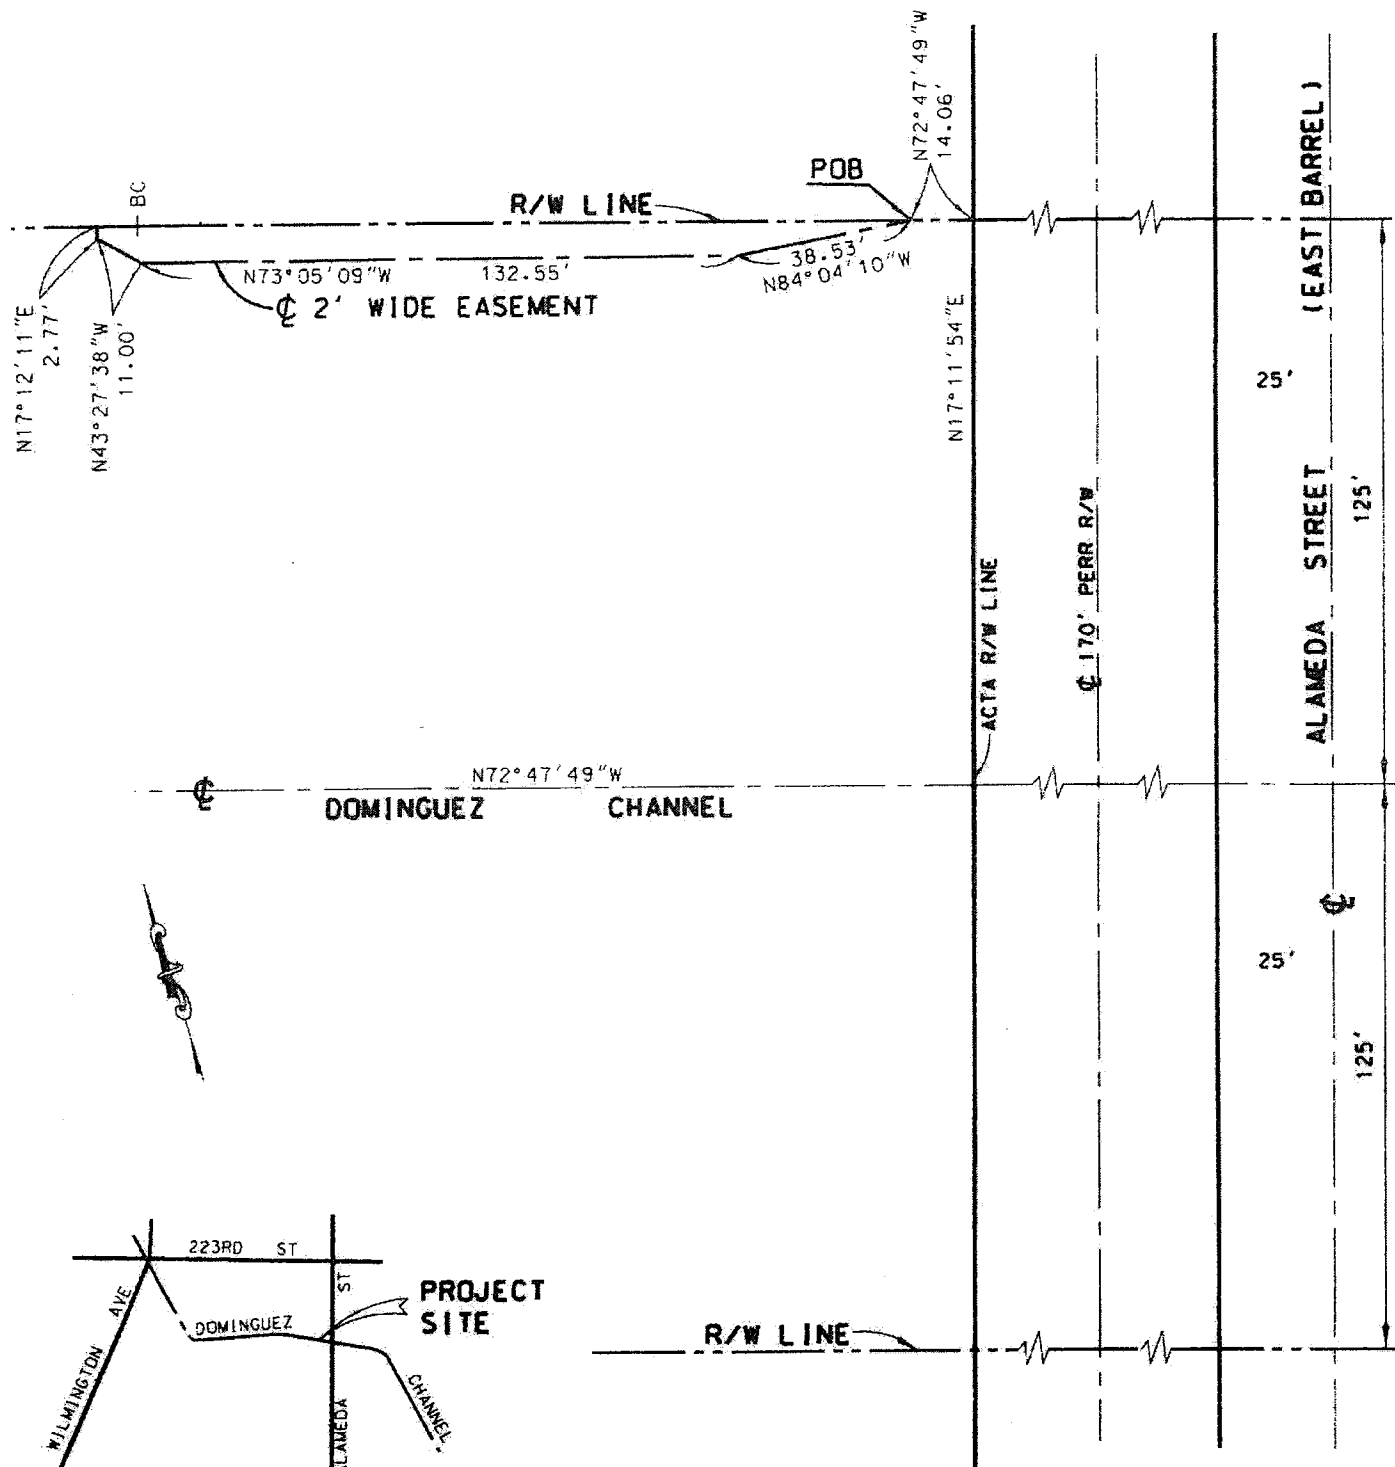 N72°47'49"W
14.06'
POB
BC
R/W LINE
(EAST BARREL)
38.53'
N84°04'10"W
N73°05'09"W
132.55'
℄ 2' WIDE EASEMENT
N17°12'11"E
2.77'
N43°27'38"W
11.00'
N17°11'54"E
25'
125'
ALAMEDA STREET
℄ 170' PERR R/W
ACTA R/W LINE
N72°47'49"W
℄
DOMINGUEZ CHANNEL
℄
25'
125'
223RD ST
ST
PROJECT
SITE
AVE
DOMINGUEZ
R/W LINE
WILMINGTON
ALAMEDA
CHANNEL